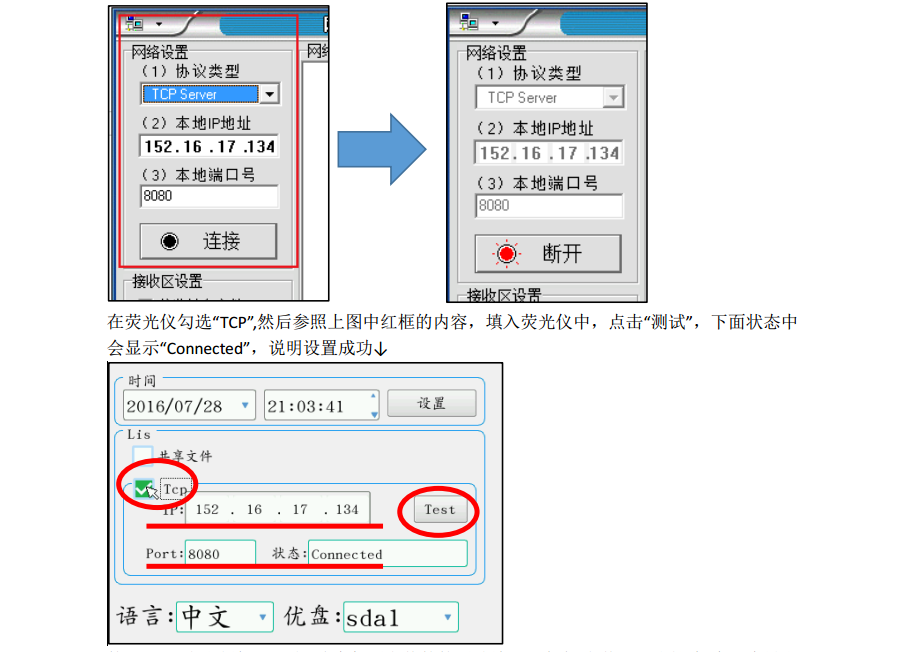 网络设置
(1) 协议类型
TCP Server
(2) 本地IP地址
152.16 .17 .134
(3) 本地端口号
8080
连接
接收区设置
网络设置
(1) 协议类型
TCP Server
(2) 本地IP地址
152.16 .17 .134
(3) 本地端口号
8080
断开
接收区设置
在荧光仪勾选“TCP”,然后参照上图中红框的内容，填入荧光仪中，点击“测试”，下面状态中
会显示“Connected”，说明设置成功↓
时间
2016/07/28
21:03:41
设置
Lis
共享文件
Tcp
IP: 152 . 16 . 17 . 134
Test
Port: 8080 状态: Connected
语言: 中文 优盘: sda1